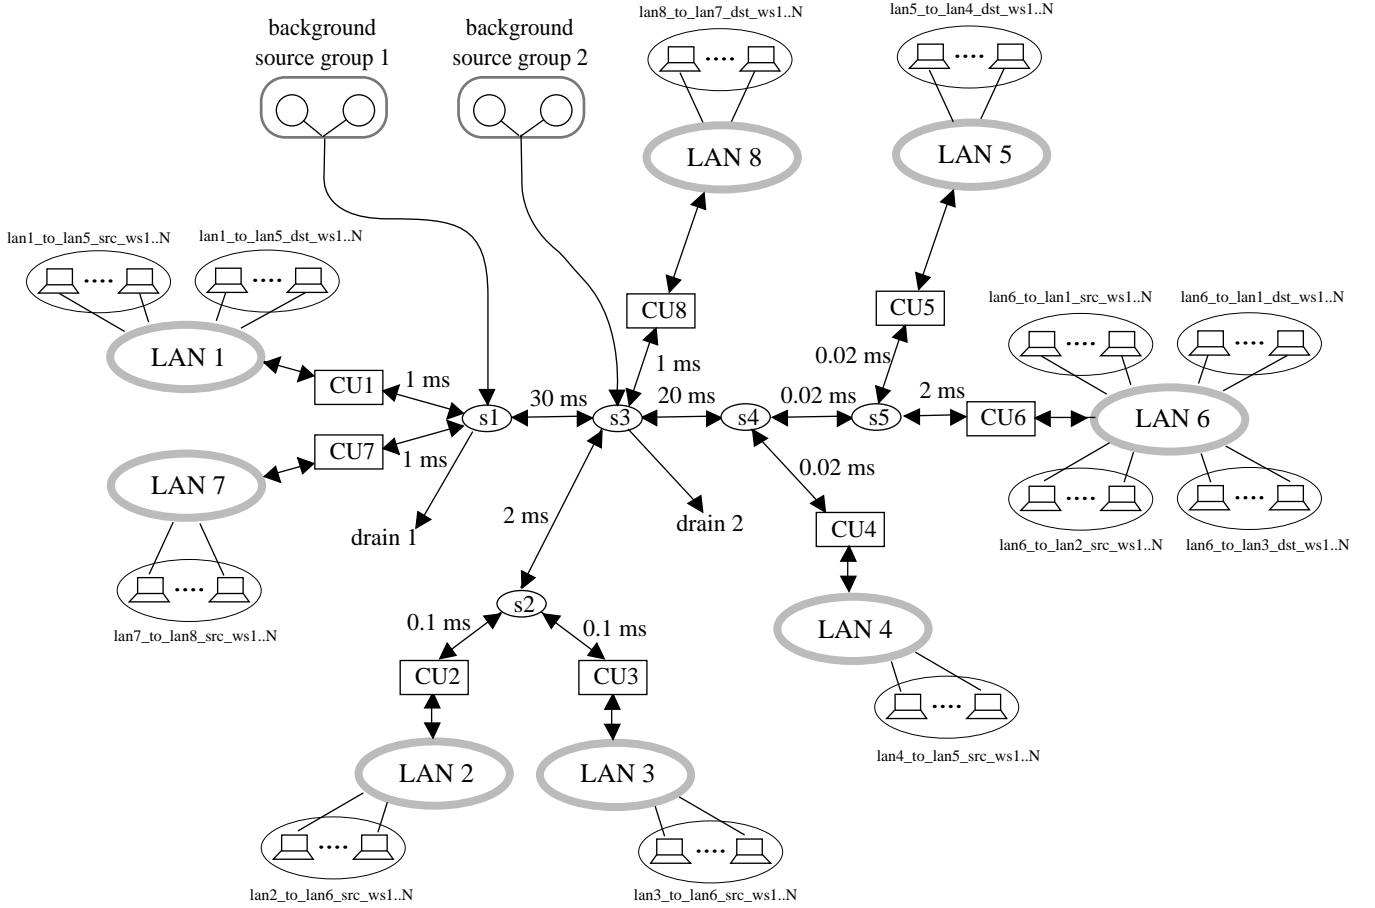 lan8_to_lan7_dst_ws1..N
lan5_to_lan4_dst_ws1..N
background
source group 1
background
source group 2
LAN 8
LAN 5
lan1_to_lan5_src_ws1..N
lan1_to_lan5_dst_ws1..N
lan6_to_lan1_src_ws1..N
lan6_to_lan1_dst_ws1..N
CU8
CU5
LAN 1
CU1
1 ms
1 ms
0.02 ms
s1
30 ms
s3
20 ms
s4
0.02 ms
s5
2 ms
CU6
LAN 6
CU7
1 ms
LAN 7
0.02 ms
2 ms
drain 1
drain 2
CU4
lan6_to_lan2_src_ws1..N
lan6_to_lan3_dst_ws1..N
s2
0.1 ms
0.1 ms
LAN 4
lan7_to_lan8_src_ws1..N
CU2
CU3
lan4_to_lan5_src_ws1..N
LAN 2
LAN 3
lan2_to_lan6_src_ws1..N
lan3_to_lan6_src_ws1..N